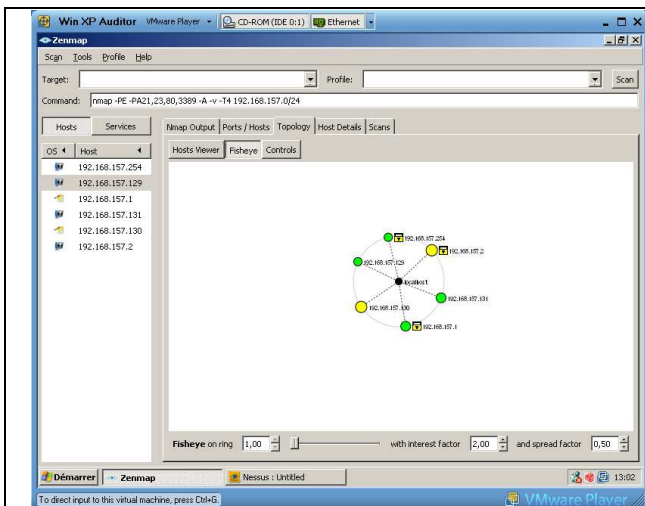 Win XP Auditor VMware Player CD-ROM (IDE 0:1) Ethernet
Zenmap
Scan Tools Profile Help
Target: Profile: Scan
Command: nmap -PE -PA21,23,80,3389 -A -v -T4 192.168.157.0/24
Hosts Services Nmap Output Ports / Hosts Topology Host Details Scans
OS Host Hosts Viewer Fisheye Controls
192.168.157.254
192.168.157.129
192.168.157.1
192.168.157.131
192.168.157.130
192.168.157.2
192.168.157.254
192.168.157.2
192.168.157.129
localhost
192.168.157.131
192.168.157.130
192.168.157.1
Fisheye on ring 1,00 with interest factor 2,00 and spread factor 0,50
Démarrer Zenmap Nessus : Untitled 13:02
To direct input to this virtual machine, press Ctrl+G. VMware Player